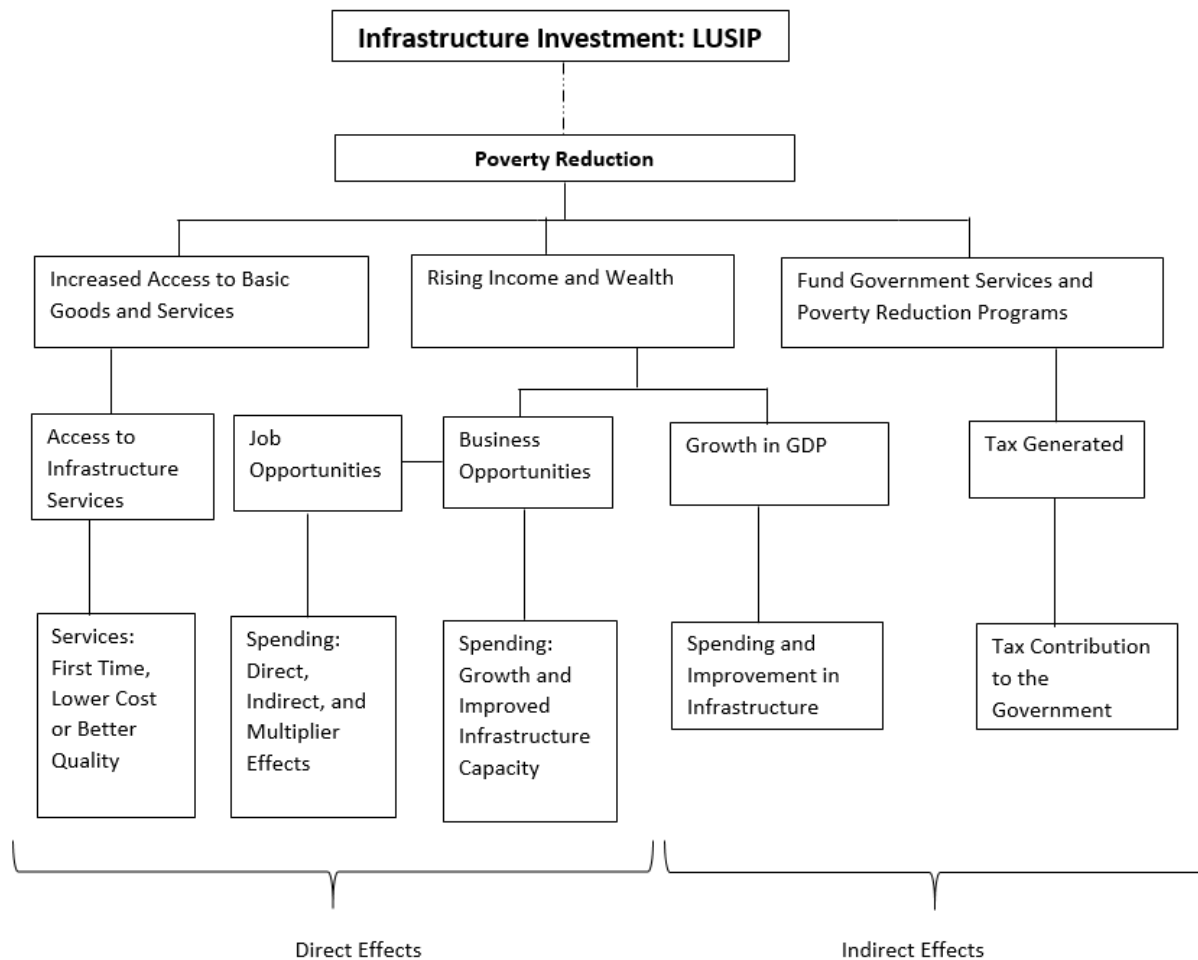 Infrastructure Investment: LUSIP
Poverty Reduction
Increased Access to Basic
Goods and Services
Rising Income and Wealth
Fund Government Services and
Poverty Reduction Programs
Access to
Infrastructure
Services
Job
Opportunities
Business
Opportunities
Growth in GDP
Tax Generated
Services:
First Time,
Lower Cost
or Better
Quality
Spending:
Direct,
Indirect, and
Multiplier
Effects
Spending:
Growth and
Improved
Infrastructure
Capacity
Spending and
Improvement in
Infrastructure
Tax Contribution
to the
Government
Direct Effects
Indirect Effects